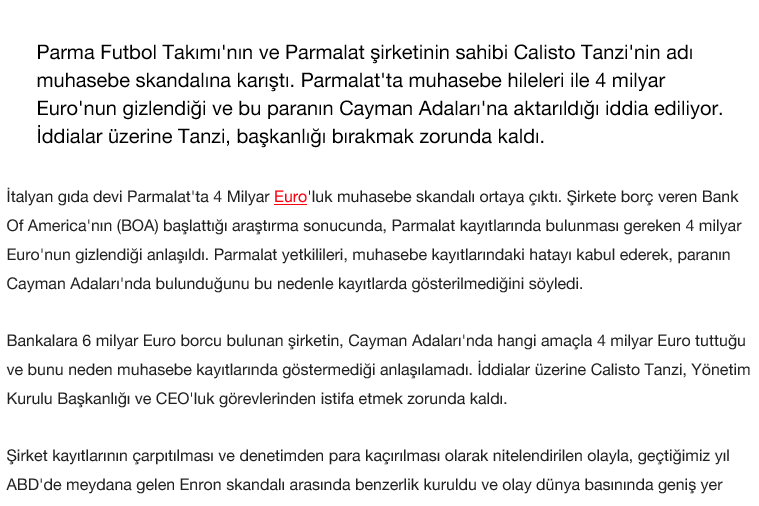 Parma Futbol Takımı'nın ve Parmalat şirketinin sahibi Calisto Tanzi'nin adı
muhasebe skandalına karıştı. Parmalat'ta muhasebe hileleri ile 4 milyar
Euro'nun gizlendiği ve bu paranın Cayman Adaları'na aktarıldığı iddia ediliyor.
İddialar üzerine Tanzi, başkanlığı bırakmak zorunda kaldı.
İtalyan gıda devi Parmalat'ta 4 Milyar Euro'luk muhasebe skandalı ortaya çıktı. Şirkete borç veren Bank
Of America'nın (BOA) başlattığı araştırma sonucunda, Parmalat kayıtlarında bulunması gereken 4 milyar
Euro'nun gizlendiği anlaşıldı. Parmalat yetkilileri, muhasebe kayıtlarındaki hatayı kabul ederek, paranın
Cayman Adaları'nda bulunduğunu bu nedenle kayıtlarda gösterilmediğini söyledi.
Bankalara 6 milyar Euro borcu bulunan şirketin, Cayman Adaları'nda hangi amaçla 4 milyar Euro tuttuğu
ve bunu neden muhasebe kayıtlarında göstermediği anlaşılamadı. İddialar üzerine Calisto Tanzi, Yönetim
Kurulu Başkanlığı ve CEO'luk görevlerinden istifa etmek zorunda kaldı.
Şirket kayıtlarının çarpıtılması ve denetimden para kaçırılması olarak nitelendirilen olayla, geçtiğimiz yıl
ABD'de meydana gelen Enron skandalı arasında benzerlik kuruldu ve olay dünya basınında geniş yer